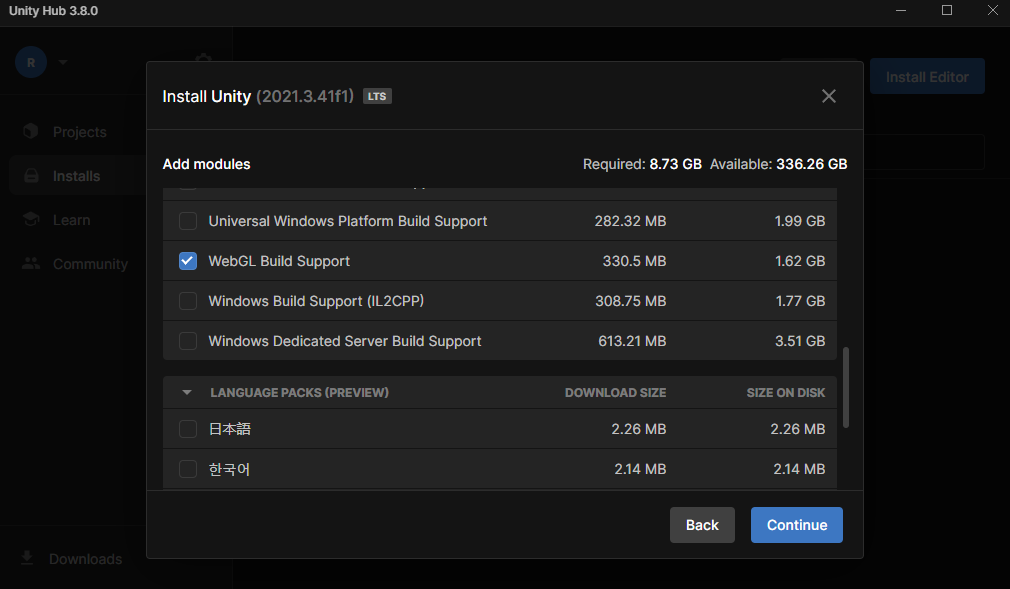 Unity Hub 3.8.0
R
Install Editor
Projects
Installs
Learn
Community
Downloads
Install Unity (2021.3.41f1) LTS
Add modules Required: 8.73 GB Available: 336.26 GB
Universal Windows Platform Build Support 282.32 MB 1.99 GB
WebGL Build Support 330.5 MB 1.62 GB
Windows Build Support (IL2CPP) 308.75 MB 1.77 GB
Windows Dedicated Server Build Support 613.21 MB 3.51 GB
LANGUAGE PACKS (PREVIEW) DOWNLOAD SIZE SIZE ON DISK
日本語 2.26 MB 2.26 MB
한국어 2.14 MB 2.14 MB
Back Continue